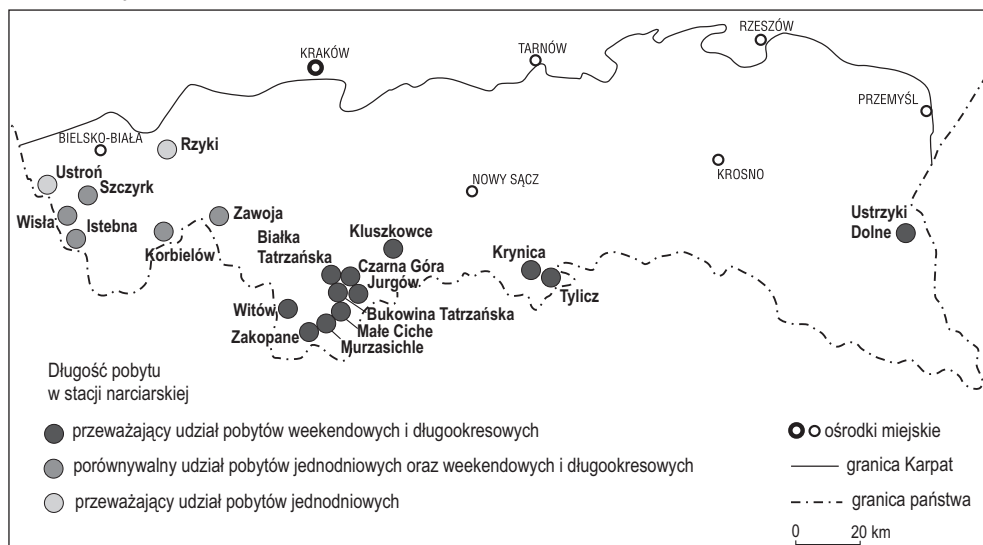 RZESZÓW
KRAKÓW
TARNÓW
PRZEMYŚL
BIELSKO-BIAŁA
Rzyki
KROSNO
Ustroń
Szczyrk
NOWY SĄCZ
Wisła
Istebna
Zawoja
Korbielów
Kluszkowce
Białka
Tatrzańska
Czarna Góra
Jurgów
Krynica
Tylicz
Ustrzyki
Dolne
Witów
Bukowina Tatrzańska
Małe Ciche
Zakopane
Murzasichle
Długość pobytu
w stacji narciarskiej
przeważający udział pobytów weekendowych i długookresowych
porównywalny udział pobytów jednodniowych oraz weekendowych i długookresowych
przeważający udział pobytów jednodniowych
ośrodki miejskie
granica Karpat
granica państwa
0 20 km